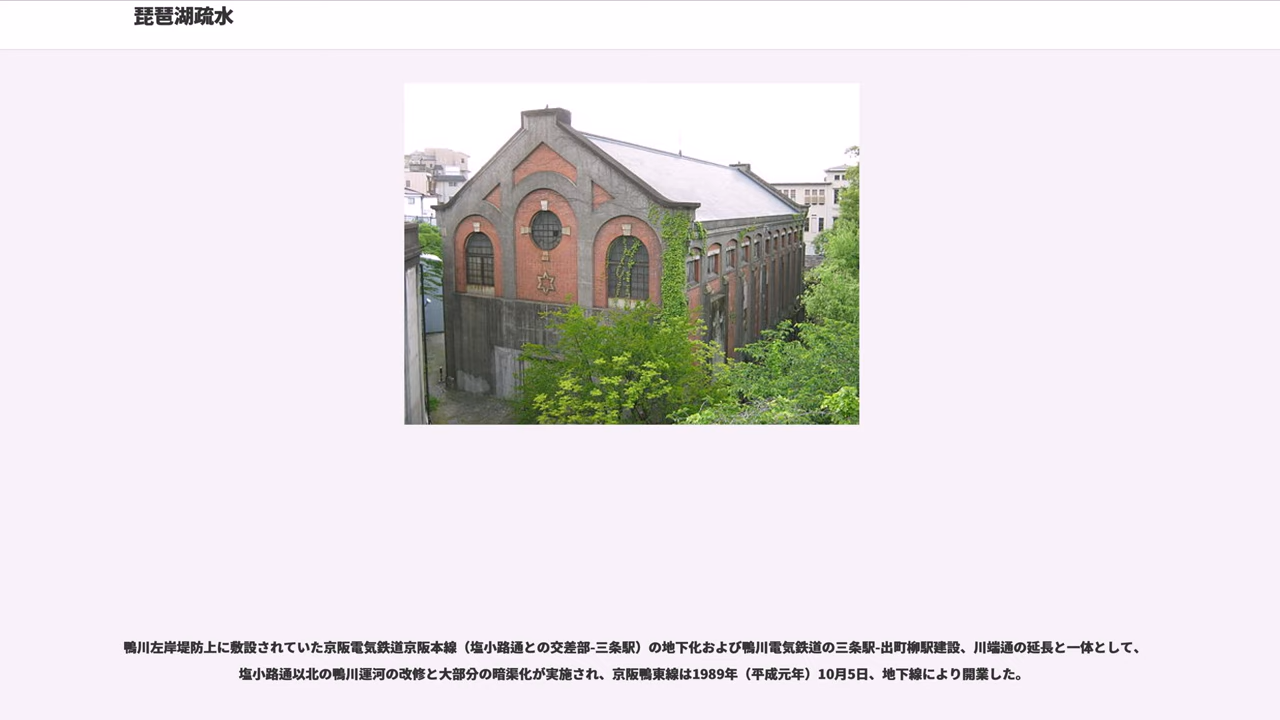 琵琶湖疏水
鴨川左岸堤防上に敷設されていた京阪電気鉄道京阪本線（塩小路通との交差部-三条駅）の地下化および鴨川電気鉄道の三条駅-出町柳駅建設、川端通の延長と一体として、
塩小路通以北の鴨川運河の改修と大部分の暗渠化が実施され、京阪鴨東線は1989年（平成元年）10月5日、地下線により開業した。